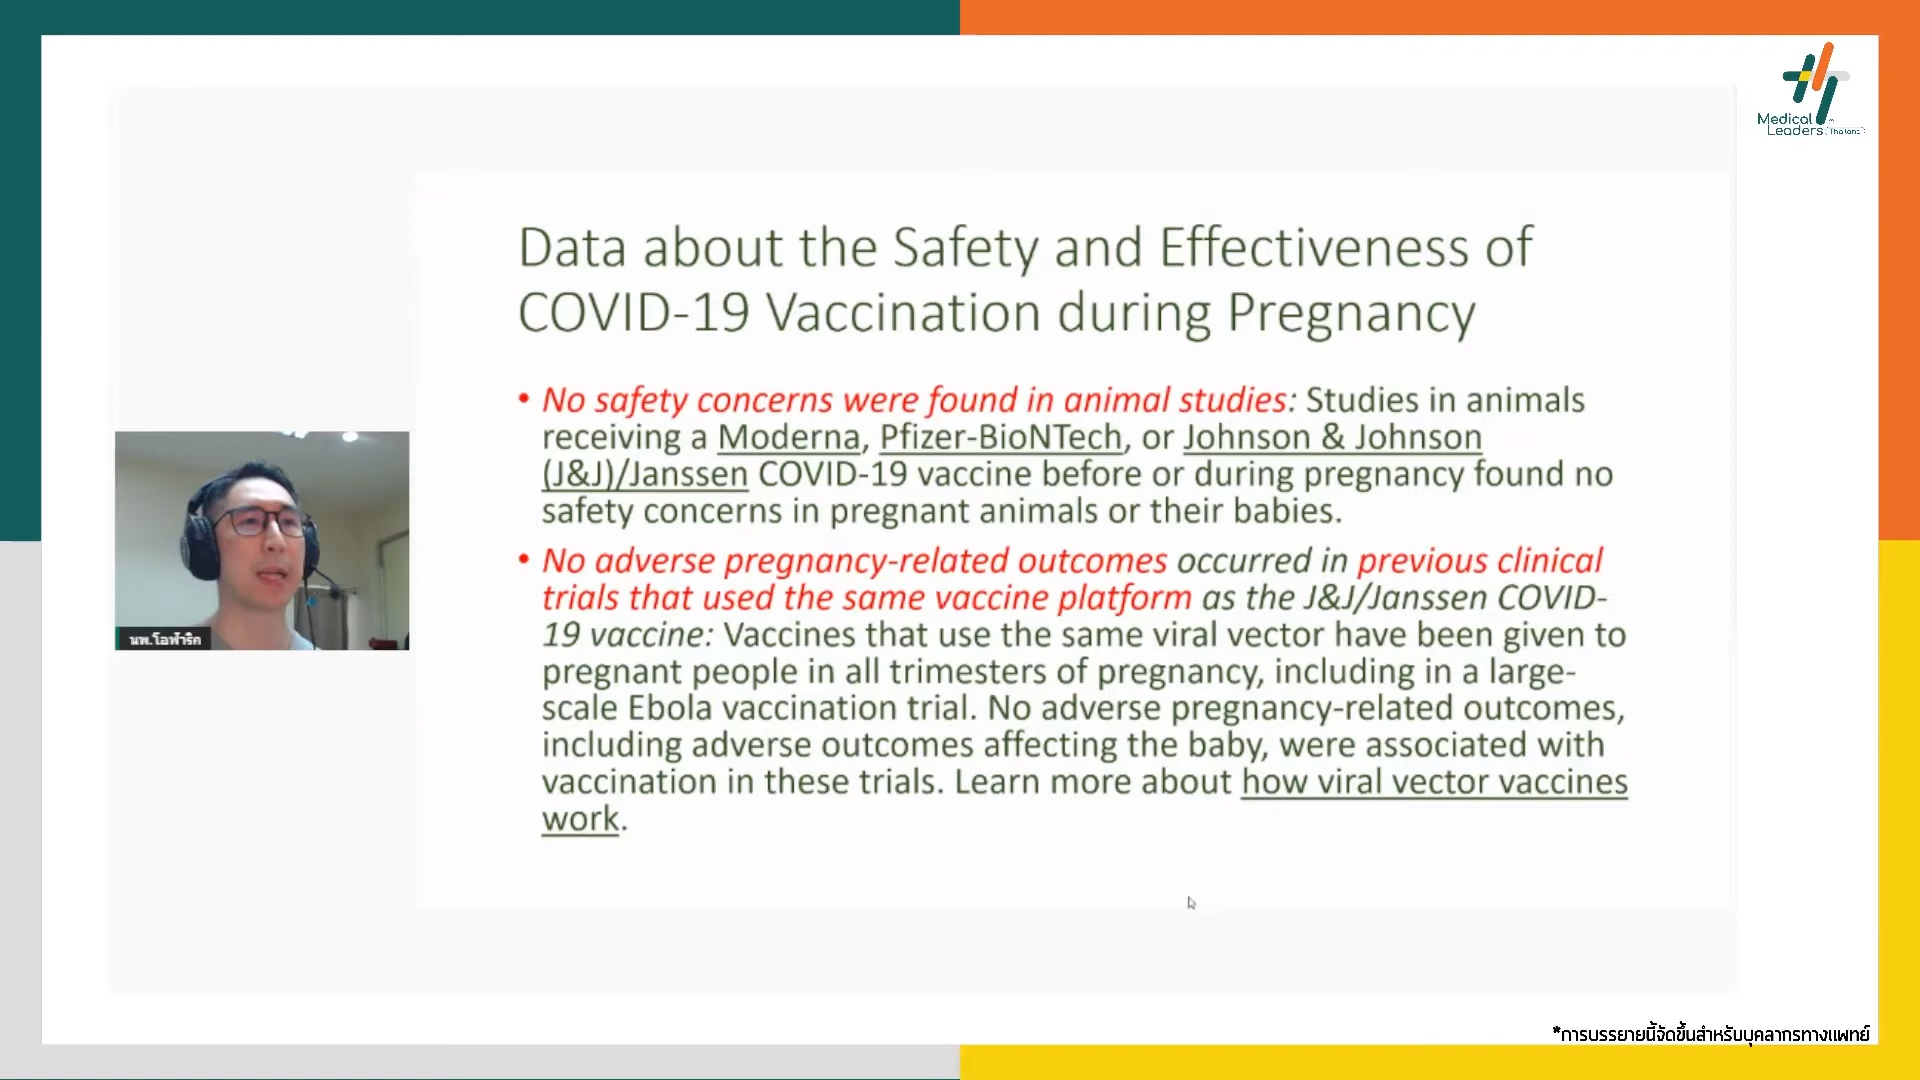 Medical
Leaders (Thailand)
Data about the Safety and Effectiveness of
COVID-19 Vaccination during Pregnancy
• No safety concerns were found in animal studies: Studies in animals
receiving a Moderna, Pfizer-BioNTech, or Johnson & Johnson
(J&J)/Janssen COVID-19 vaccine before or during pregnancy found no
safety concerns in pregnant animals or their babies.
• No adverse pregnancy-related outcomes occurred in previous clinical
trials that used the same vaccine platform as the J&J/Janssen COVID-
19 vaccine: Vaccines that use the same viral vector have been given to
pregnant people in all trimesters of pregnancy, including in a large-
scale Ebola vaccination trial. No adverse pregnancy-related outcomes,
including adverse outcomes affecting the baby, were associated with
vaccination in these trials. Learn more about how viral vector vaccines
work.
นพ.โอฬาริค
*การบรรยายนี้จัดขึ้นสำหรับบุคลากรทางแพทย์